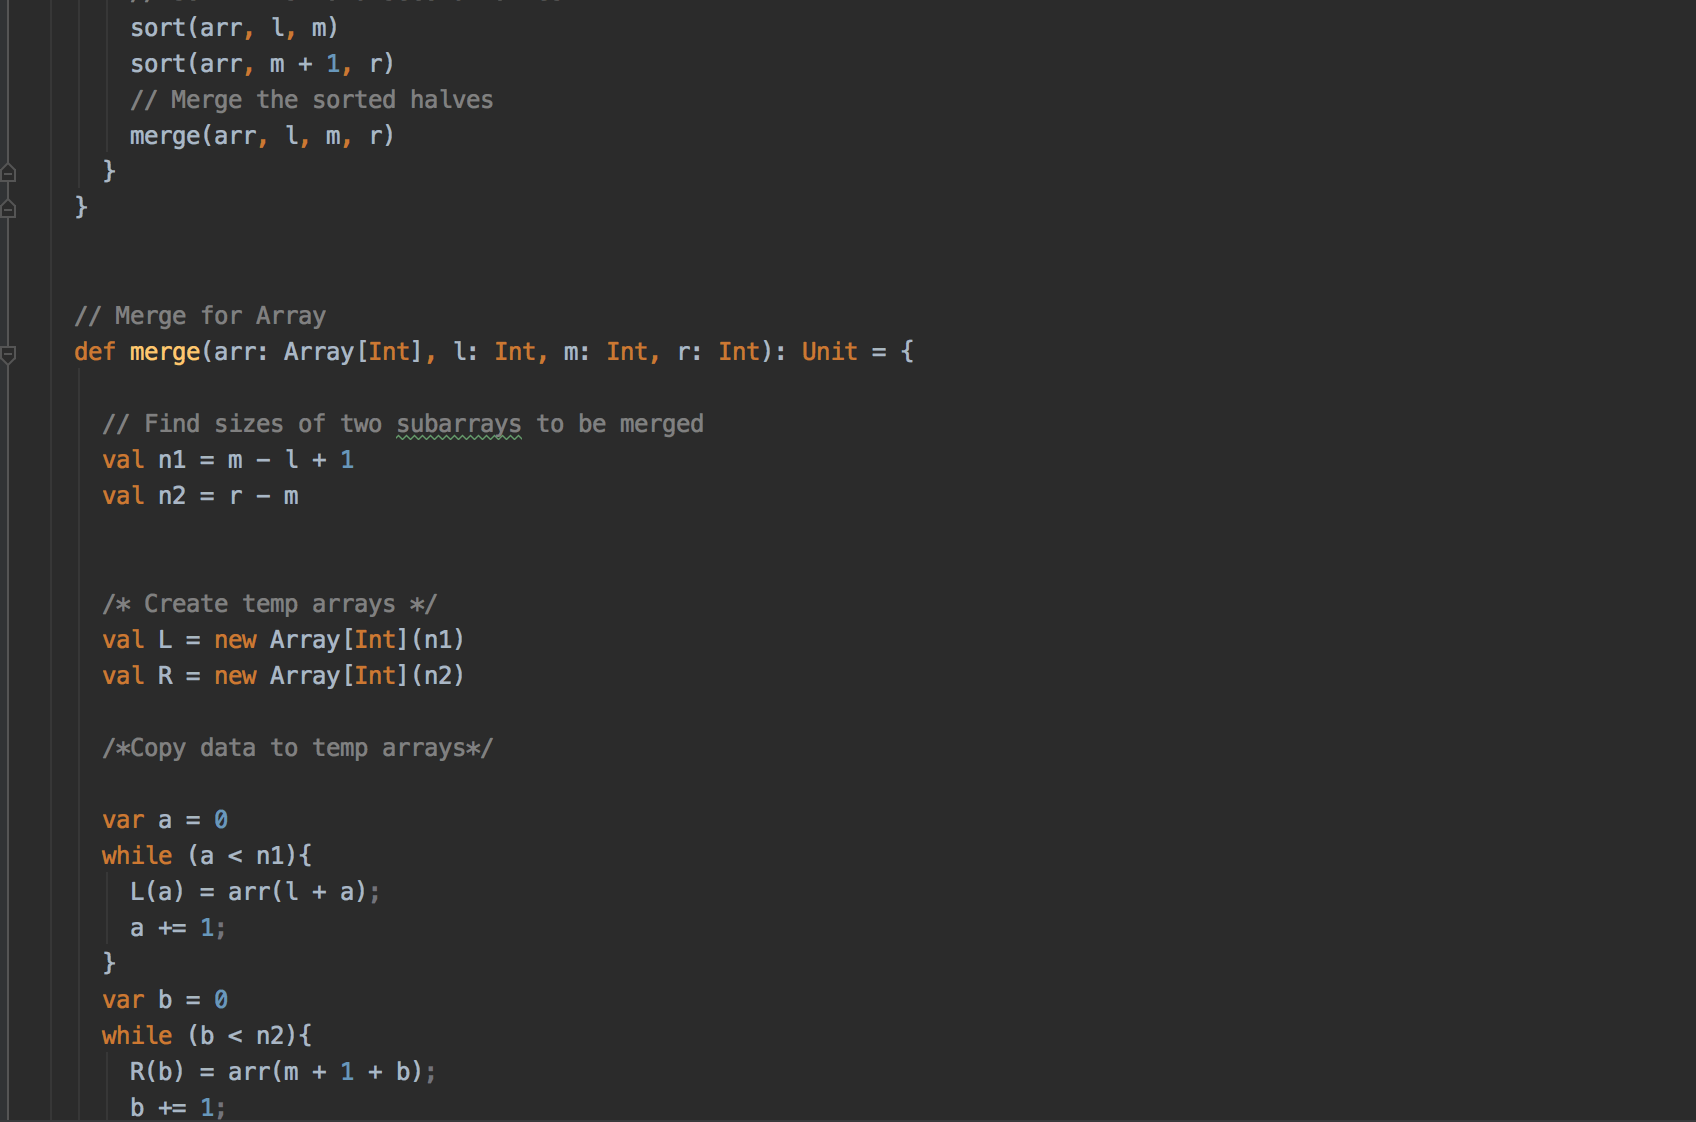 sort(arr, l, m)
sort(arr, m + 1, r)
// Merge the sorted halves
merge(arr, l, m, r)
}
}
// Merge for Array
def merge(arr: Array[Int], l: Int, m: Int, r: Int): Unit = {
// Find sizes of two subarrays to be merged
val n1 = m - l + 1
val n2 = r - m
/* Create temp arrays */
val L = new Array[Int](n1)
val R = new Array[Int](n2)
/*Copy data to temp arrays*/
var a = 0
while (a < n1){
L(a) = arr(l + a);
a += 1;
}
var b = 0
while (b < n2){
R(b) = arr(m + 1 + b);
b += 1;